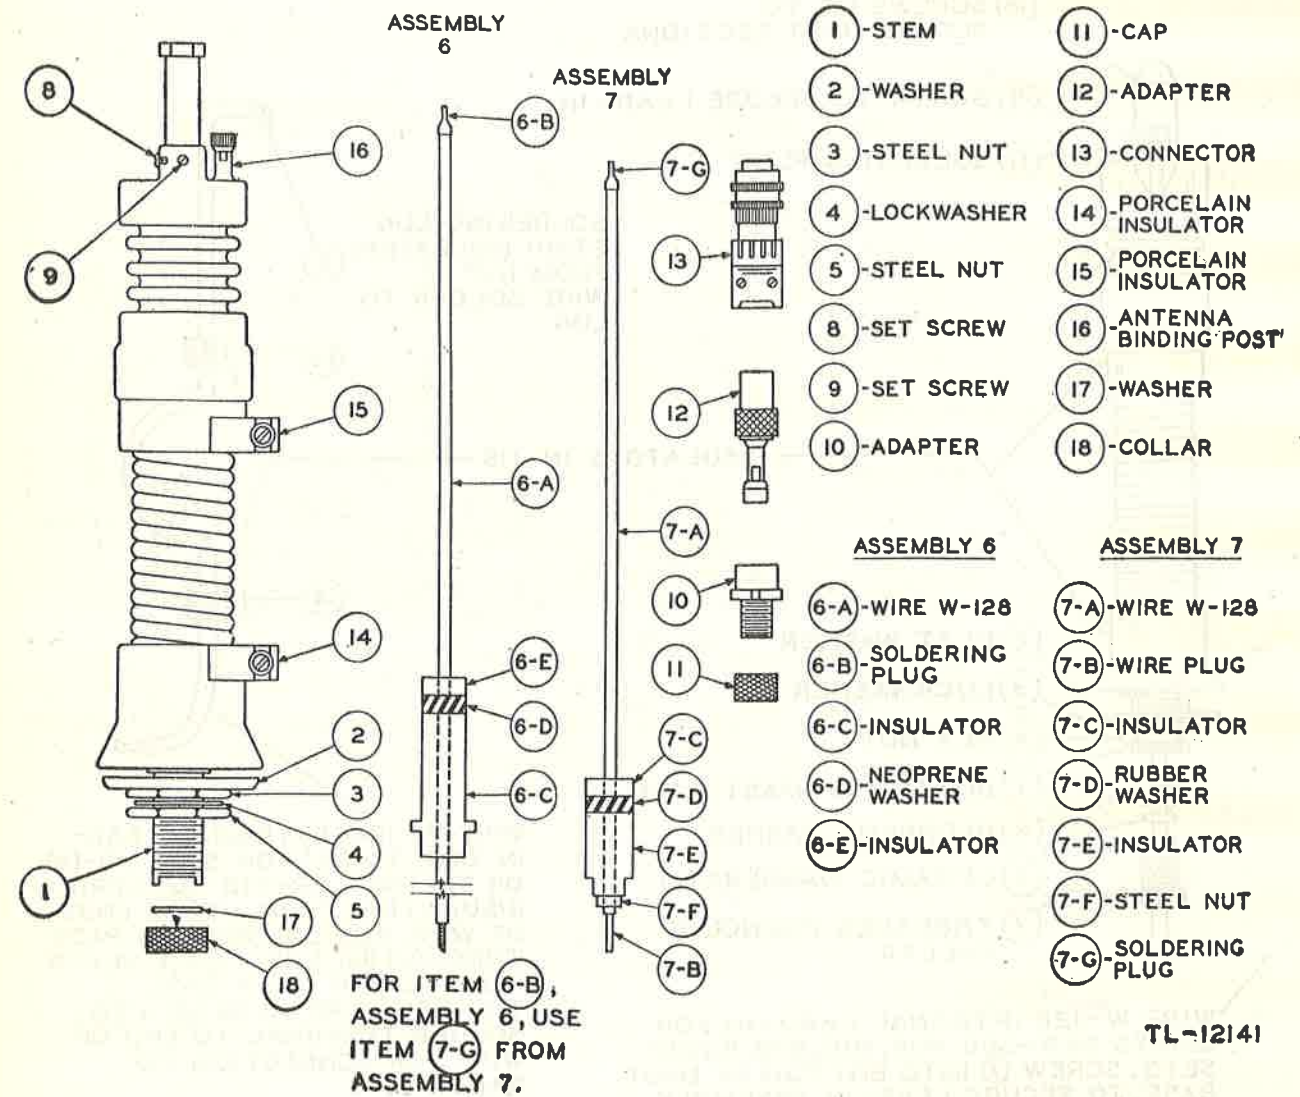 ASSEMBLY
6
ASSEMBLY
7
8
16
9
15
14
2
3
4
1
5
17
18
6-B
6-A
6-E
6-D
6-C
7-G
7-A
7-C
7-D
7-E
7-F
7-B
13
12
10
11
FOR ITEM 6-B,
ASSEMBLY 6, USE
ITEM 7-G FROM
ASSEMBLY 7.
1 -STEM
2 -WASHER
3 -STEEL NUT
4 -LOCKWASHER
5 -STEEL NUT
8 -SET SCREW
9 -SET SCREW
10 -ADAPTER
11 -CAP
12 -ADAPTER
13 -CONNECTOR
14 -PORCELAIN
INSULATOR
15 -PORCELAIN
INSULATOR
16 -ANTENNA
BINDING POST
17 -WASHER
18 -COLLAR
ASSEMBLY 6
6-A -WIRE W-128
6-B -SOLDERING
PLUG
6-C -INSULATOR
6-D -NEOPRENE
WASHER
6-E -INSULATOR
ASSEMBLY 7
7-A -WIRE W-128
7-B -WIRE PLUG
7-C -INSULATOR
7-D -RUBBER
WASHER
7-E -INSULATOR
7-F -STEEL NUT
7-G -SOLDERING
PLUG
TL-12141